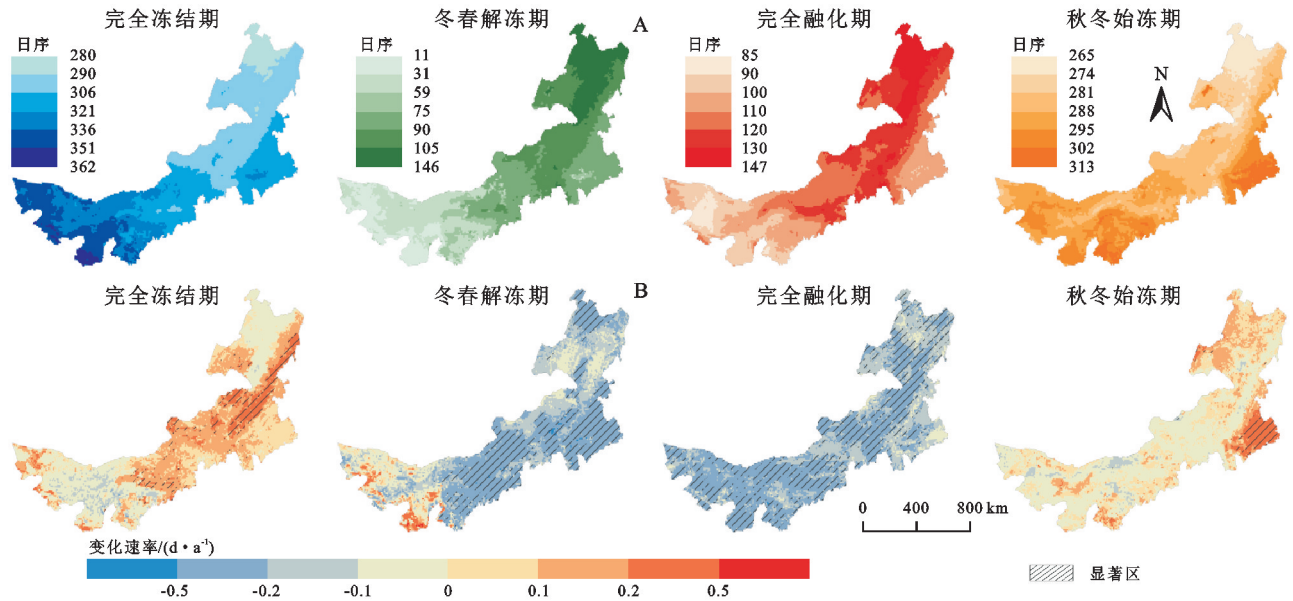 完全冻结期
冬春解冻期
A
完全融化期
秋冬始冻期
日序
280
290
306
321
336
351
362
日序
11
31
59
75
90
105
146
日序
85
90
100
110
120
130
147
日序
265
274
281
288
295
302
313
N
完全冻结期
冬春解冻期
B
完全融化期
秋冬始冻期
0 400 800 km
变化速率/(d·a⁻¹)
-0.5 -0.2 -0.1 0 0.1 0.2 0.5
显著区